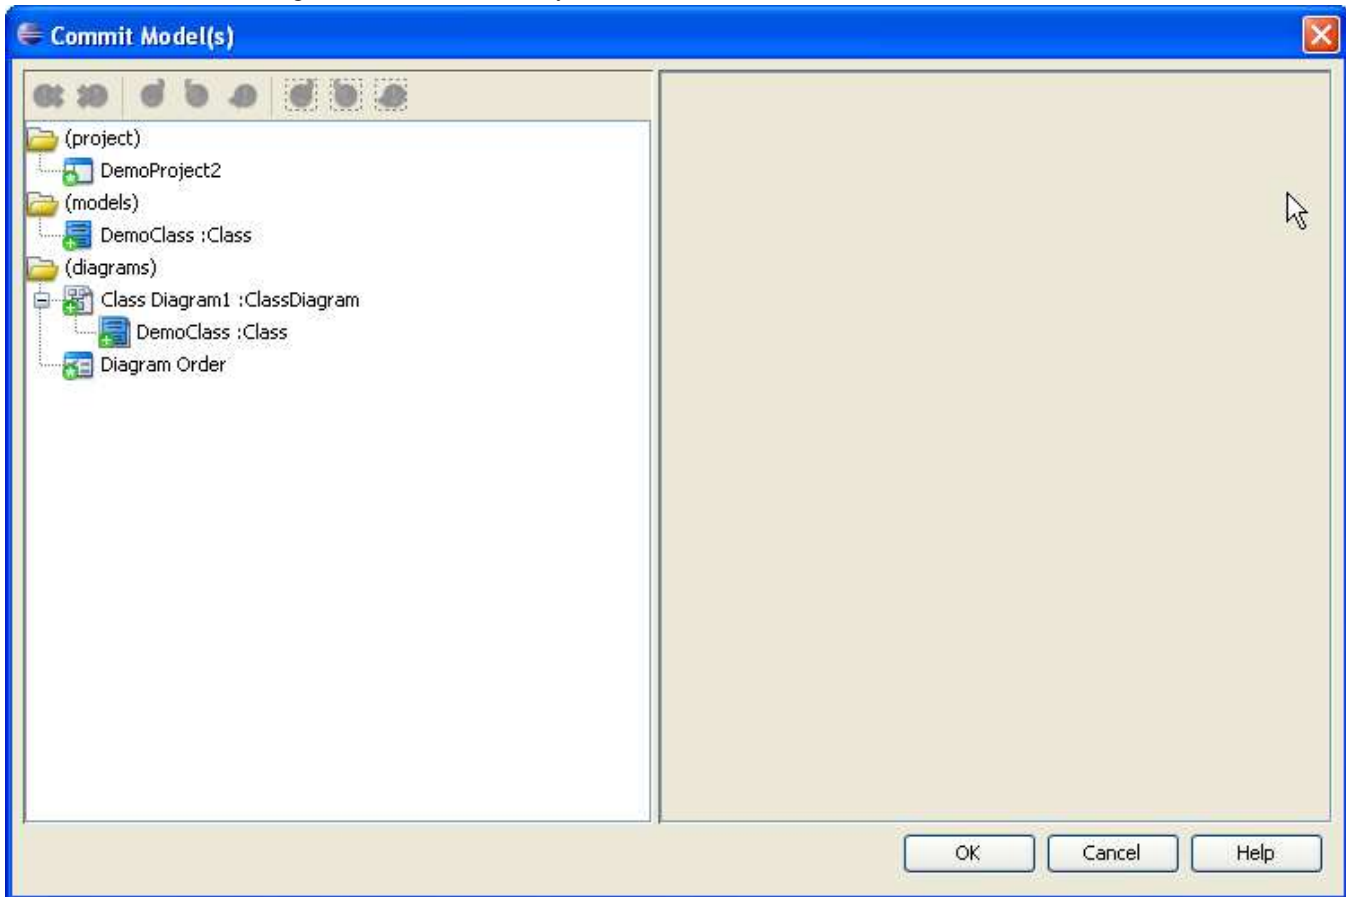 Commit Model(s)
(project)
DemoProject2
(models)
DemoClass :Class
(diagrams)
Class Diagram1 :ClassDiagram
DemoClass :Class
Diagram Order
OK Cancel Help